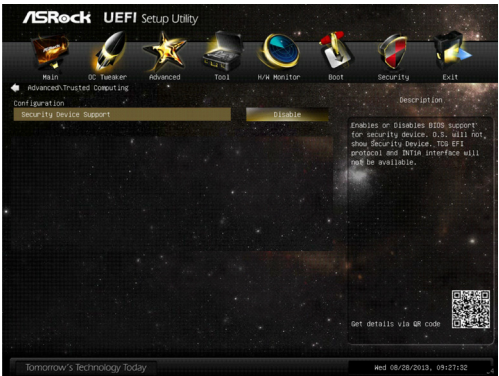 ASRock UEFI Setup Utility
Main OC Tweaker Advanced Tool H/W Monitor Boot Security Exit
Advanced\Trusted Computing
Description
Configuration
Security Device Support Disable
Enables or Disables BIOS support
for security device. O.S. will not
show Security Device. TCG EFI
protocol and INT1A interface will
not be available.
Get details via QR code
Tomorrow's Technology Today
Wed 08/28/2013, 09:27:32